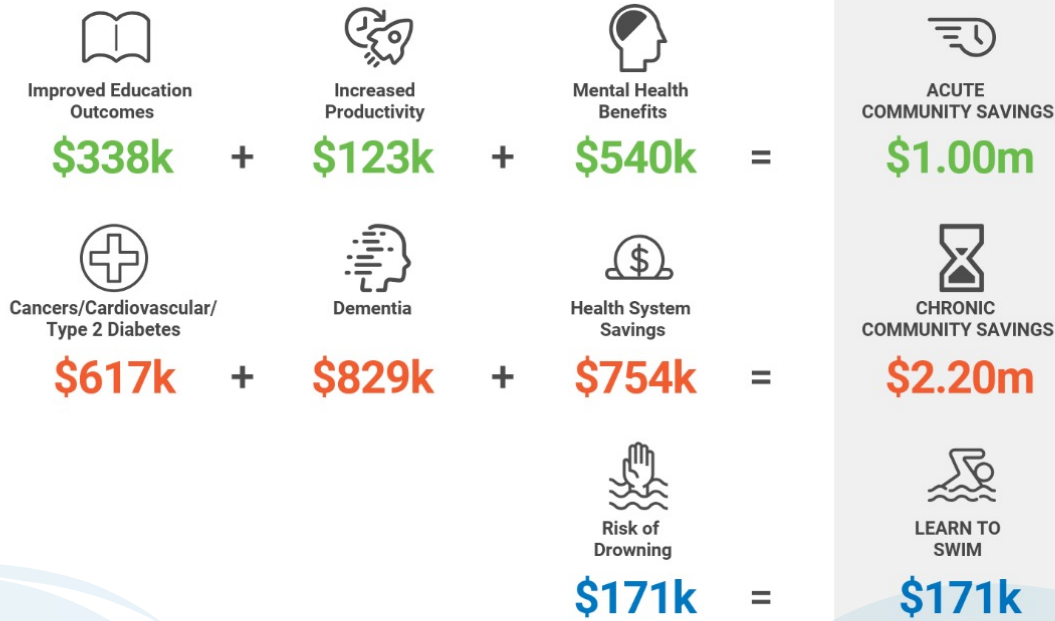 Improved Education
Outcomes
Increased
Productivity
Mental Health
Benefits
ACUTE
COMMUNITY SAVINGS
$338k + $123k + $540k = $1.00m
Cancers/Cardiovascular/
Type 2 Diabetes
Dementia
$
Health System
Savings
CHRONIC
COMMUNITY SAVINGS
$617k + $829k + $754k = $2.20m
Risk of
Drowning
LEARN TO
SWIM
$171k = $171k